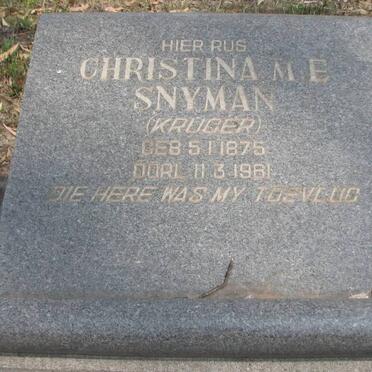 HIER RUS
CHRISTINA M.E
SNYMAN
(KRUGER)
GEB 5.1.1875
OORL 11.3.1961
DIE HERE WAS MY TOEVLUG